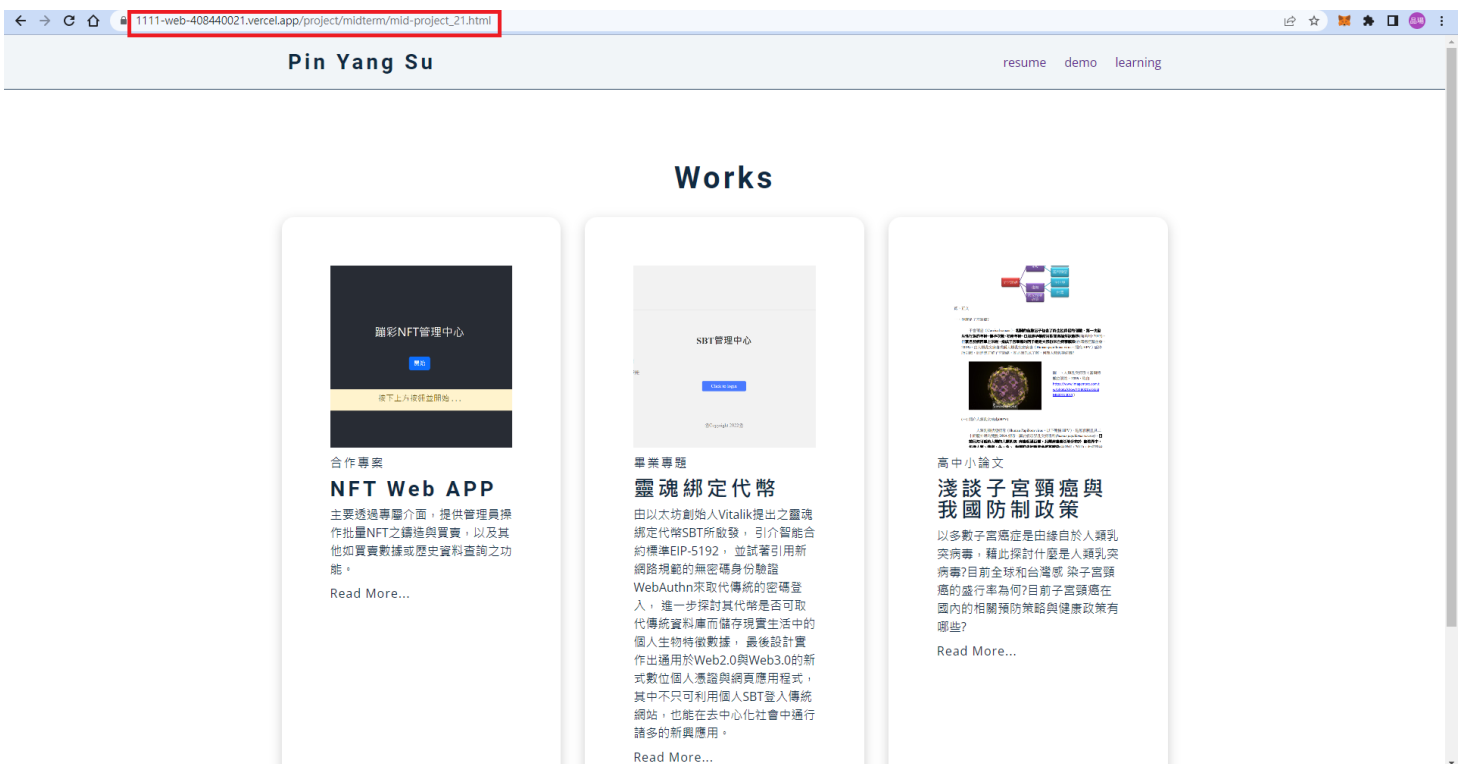 1111-web-408440021.vercel.app/project/midterm/mid-project_21.html
Pin Yang Su
resume demo learning
Works
蹦彩NFT管理中心
開始
按下上方按鈕並開始...
合作專案
NFT Web APP
主要透過專屬介面，提供管理員操
作批量NFT之鑄造與買賣，以及其
他如買賣數據或歷史資料查詢之功
能。
Read More...
SBT管理中心
Click to login
©Copyright 2022©
畢業專題
靈魂綁定代幣
由以太坊創始人Vitalik提出之靈魂
綁定代幣SBT所啟發， 引介智能合
約標準EIP-5192， 並試著引用新
網路規範的無密碼身份驗證
WebAuthn來取代傳統的密碼登
入， 進一步探討其代幣是否可取
代傳統資料庫而儲存現實生活中的
個人生物特徵數據， 最後設計實
作出通用於Web2.0與Web3.0的新
式數位個人憑證與網頁應用程式，
其中不只可利用個人SBT登入傳統
網站，也能在去中心化社會中通行
諸多的新興應用。
Read More...
高中小論文
淺談子宮頸癌與
我國防制政策
以多數子宮癌症是由緣自於人類乳
突病毒，藉此探討什麼是人類乳突
病毒?目前全球和台灣感 染子宮頸
癌的盛行率為何?目前子宮頸癌在
國內的相關預防策略與健康政策有
哪些?
Read More...